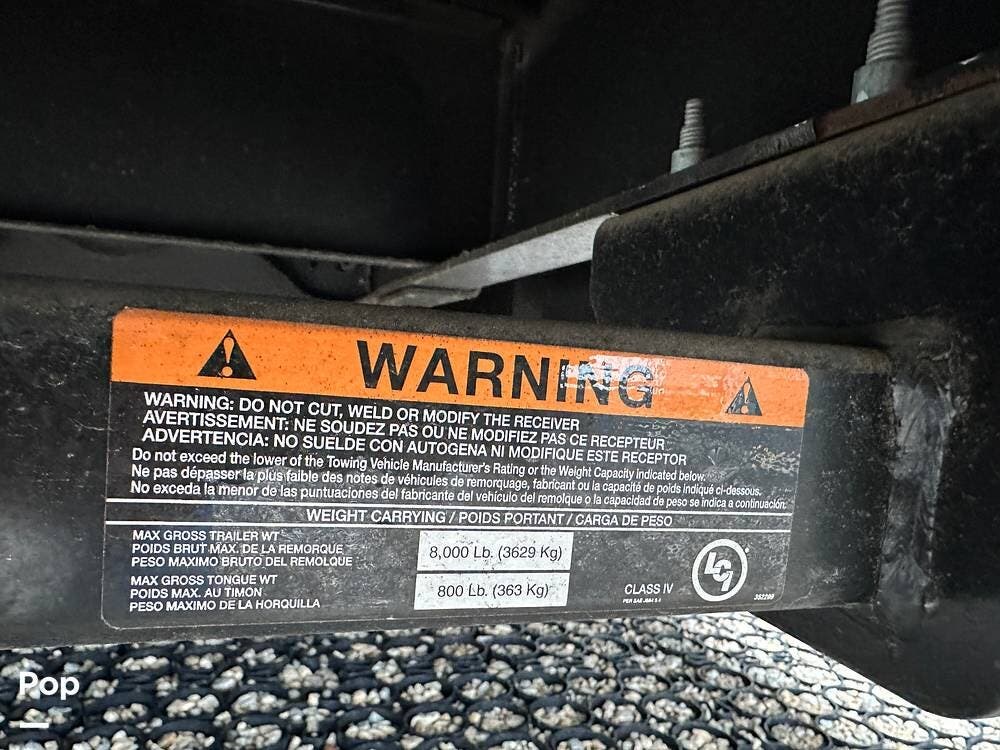 WARNING
WARNING: DO NOT CUT, WELD OR MODIFY THE RECEIVER
AVERTISSEMENT: NE SOUDEZ PAS OU NE MODIFIEZ PAS CE RECEPTEUR
ADVERTENCIA: NO SUELDE CON AUTOGENA NI MODIFIQUE ESTE RECEPTOR
Do not exceed the lower of the Towing Vehicle Manufacturer's Rating or the Weight Capacity indicated below.
Ne pas dépasser la plus faible des notes de véhicules de remorquage, fabricant ou la capacité de poids indiqué ci-dessous.
No exceda la menor de las puntuaciones del fabricante del vehículo del remolque o la capacidad de peso se indica a continuación:
WEIGHT CARRYING / POIDS PORTANT / CARGA DE PESO
MAX GROSS TRAILER WT
POIDS BRUT MAX. DE LA REMORQUE
PESO MAXIMO BRUTO DEL REMOLQUE
8,000 Lb. (3629 Kg)
MAX GROSS TONGUE WT
POIDS MAX. AU TIMON
PESO MAXIMO DE LA HORQUILLA
800 Lb. (363 Kg)
CLASS IV
PER SAE J684
LCI
352299
Pop